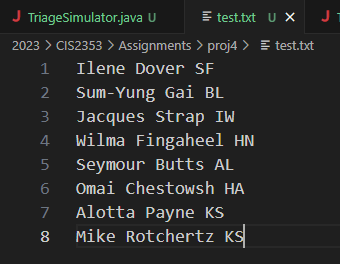 J TriageSimulator.java U
test.txt U
J T
2023 > CIS2353 > Assignments > proj4 > test.txt
1 Ilene Dover SF
2 Sum-Yung Gai BL
3 Jacques Strap IW
4 Wilma Fingaheel HN
5 Seymour Butts AL
6 Omai Chestowsh HA
7 Alotta Payne KS
8 Mike Rotchertz KS